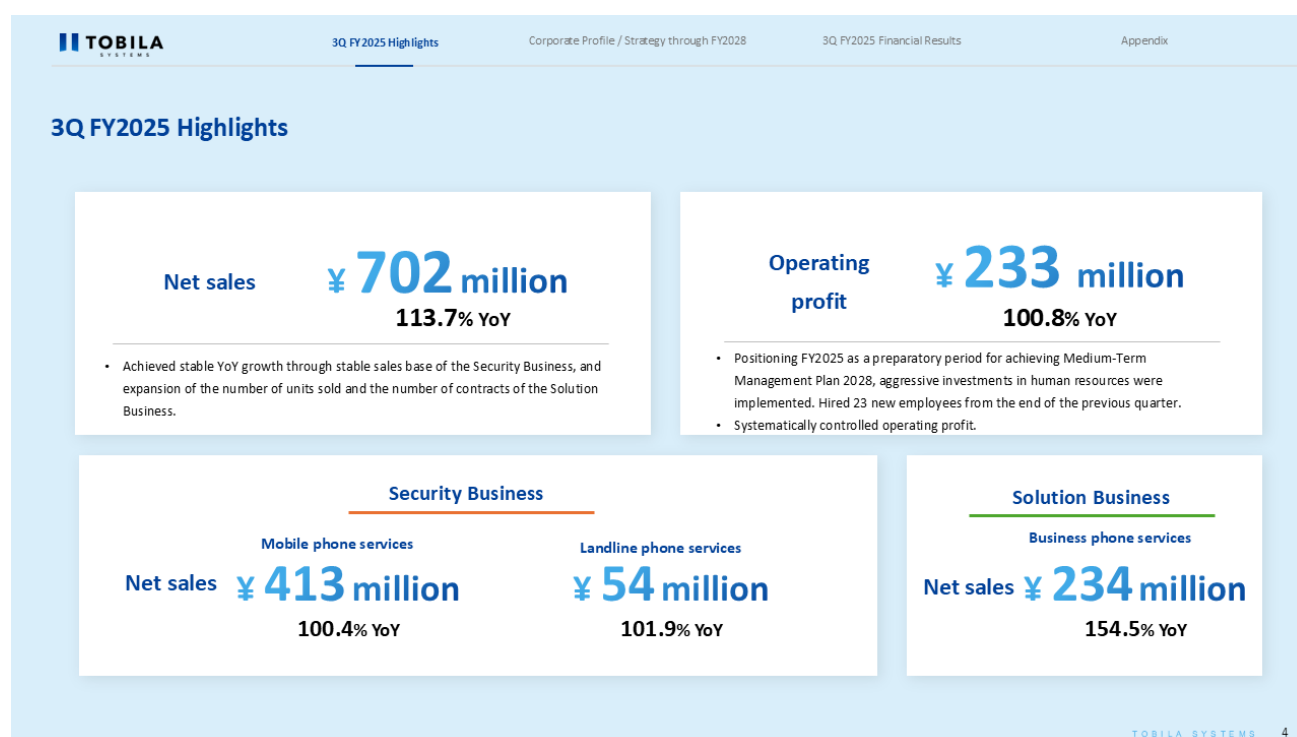 TOBILA
SYSTEMS
3Q FY2025 Highlights
Corporate Profile / Strategy through FY2028
3Q FY2025 Financial Results
Appendix
3Q FY2025 Highlights
Net sales
¥ 702 million
113.7% YoY
• Achieved stable YoY growth through stable sales base of the Security Business, and
expansion of the number of units sold and the number of contracts of the Solution
Business.
Operating
profit
¥ 233 million
100.8% YoY
• Positioning FY2025 as a preparatory period for achieving Medium-Term
Management Plan 2028, aggressive investments in human resources were
implemented. Hired 23 new employees from the end of the previous quarter.
• Systematically controlled operating profit.
Security Business
Mobile phone services
Net sales ¥ 413 million
100.4% YoY
Landline phone services
¥ 54 million
101.9% YoY
Solution Business
Business phone services
Net sales ¥ 234 million
154.5% YoY
TOBILA SYSTEMS
4